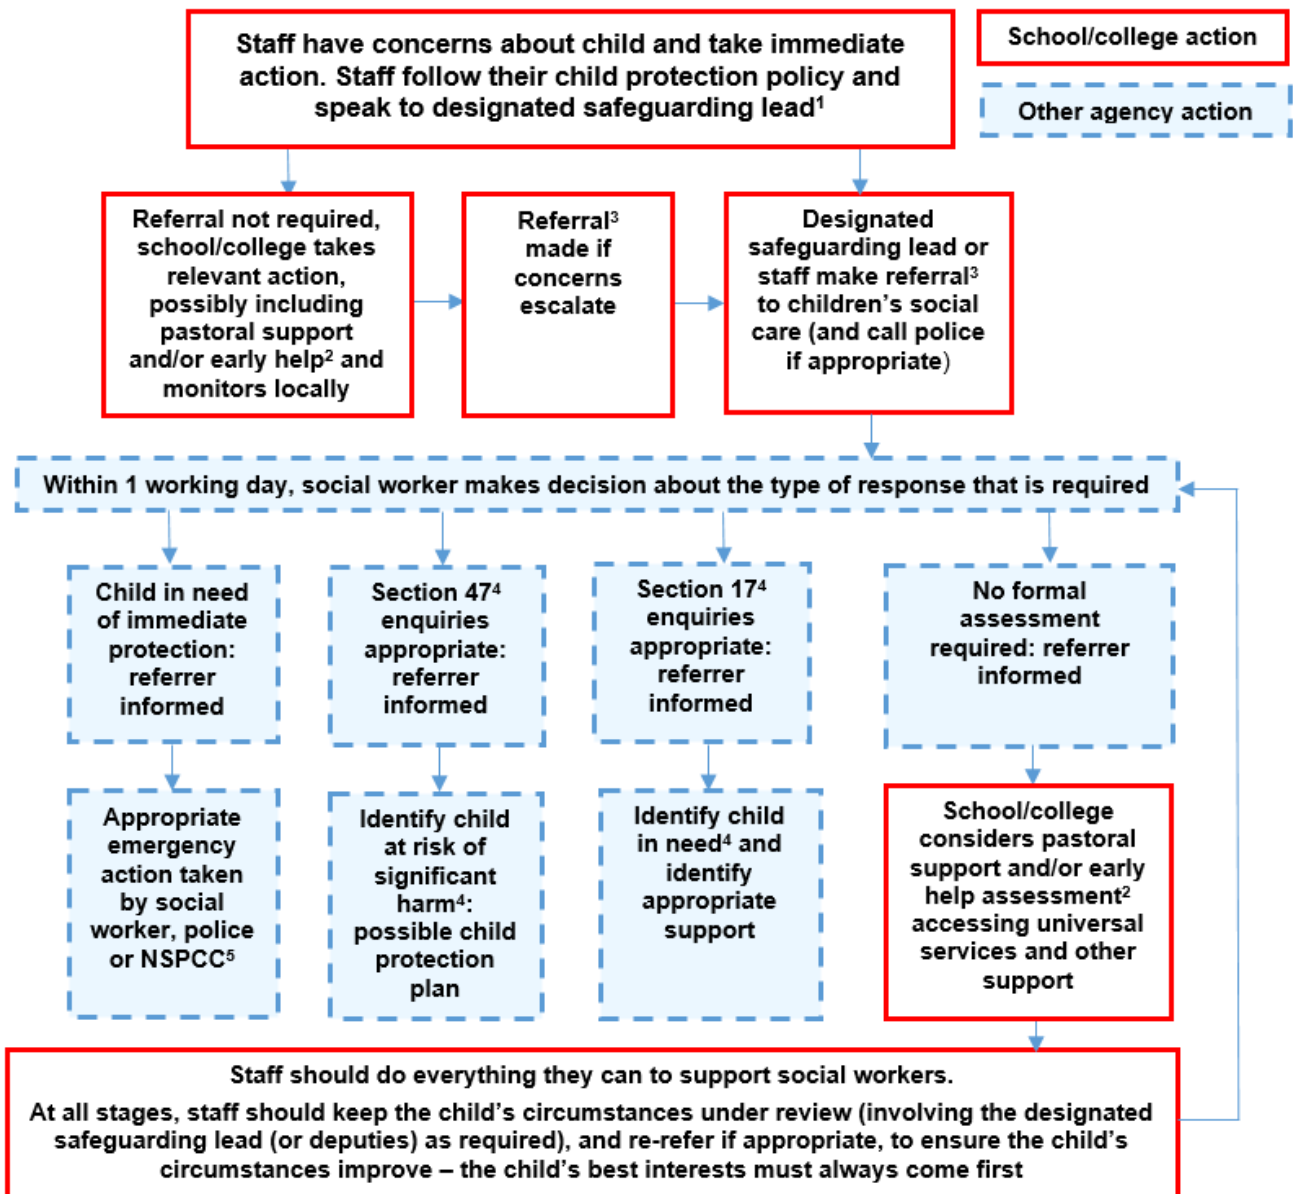 Staff have concerns about child and take immediate
action. Staff follow their child protection policy and
speak to designated safeguarding lead¹
School/college action
Other agency action
Referral not required,
school/college takes
relevant action,
possibly including
pastoral support
and/or early help² and
monitors locally
Referral³
made if
concerns
escalate
Designated
safeguarding lead or
staff make referral³
to children’s social
care (and call police
if appropriate)
Within 1 working day, social worker makes decision about the type of response that is required
Child in need
of immediate
protection:
referrer
informed
Section 47⁴
enquiries
appropriate:
referrer
informed
Section 17⁴
enquiries
appropriate:
referrer
informed
No formal
assessment
required: referrer
informed
Appropriate
emergency
action taken
by social
worker, police
or NSPCC⁵
Identify child
at risk of
significant
harm⁴:
possible child
protection
plan
Identify child
in need⁴ and
identify
appropriate
support
School/college
considers pastoral
support and/or early
help assessment²
accessing universal
services and other
support
Staff should do everything they can to support social workers.
At all stages, staff should keep the child’s circumstances under review (involving the designated
safeguarding lead (or deputies) as required), and re-refer if appropriate, to ensure the child’s
circumstances improve – the child’s best interests must always come first